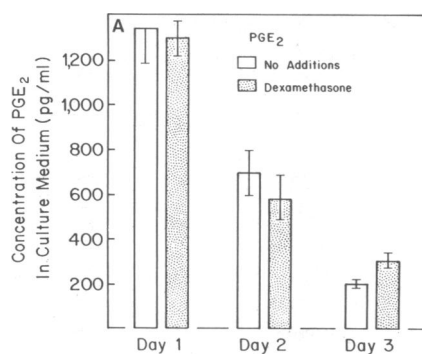 A
PGE2
No Additions
Dexamethasone
Concentration Of PGE2
In Culture Medium (pg/ml)
1,200
1,000
800
600
400
200
Day 1 Day 2 Day 3